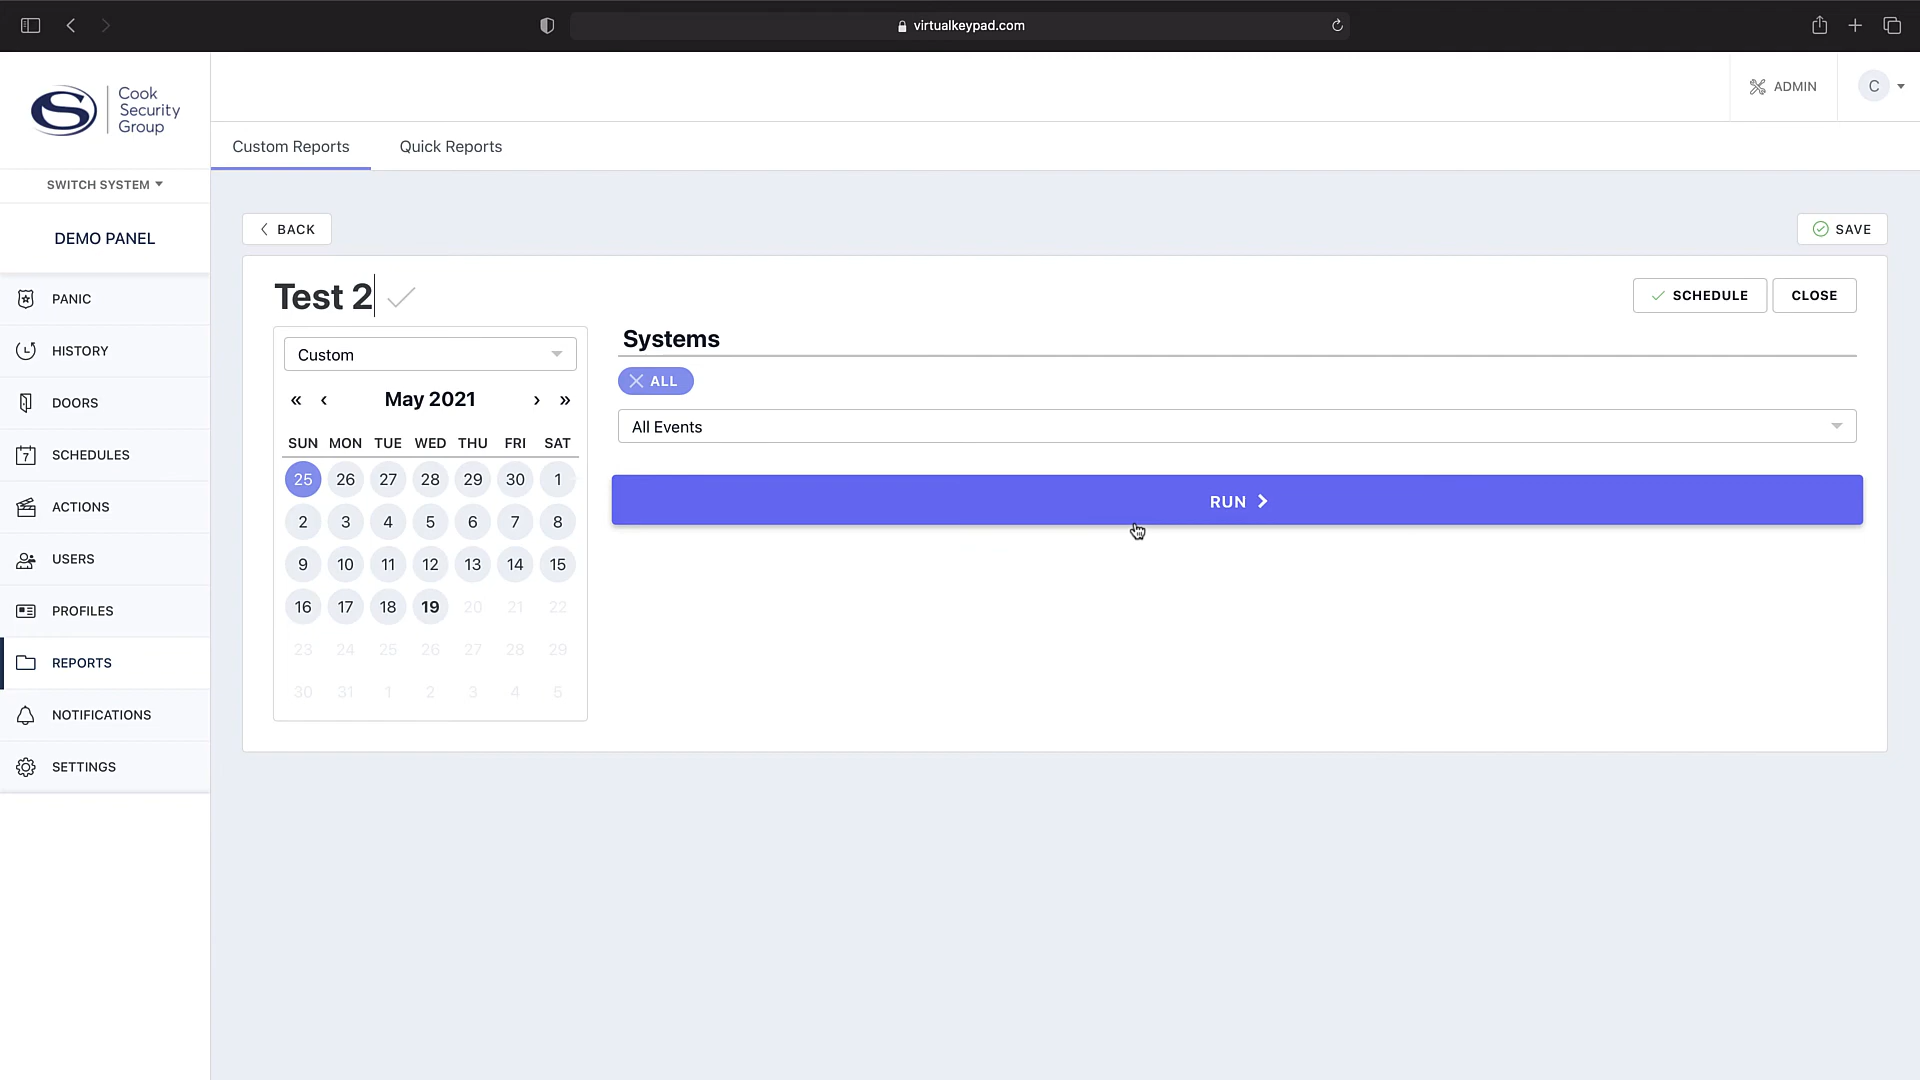 virtualkeypad.com
Cook
Security
Group
ADMIN
C
SWITCH SYSTEM
Custom Reports
Quick Reports
DEMO PANEL
BACK
SAVE
PANIC
HISTORY
DOORS
SCHEDULES
ACTIONS
USERS
PROFILES
REPORTS
NOTIFICATIONS
SETTINGS
Test 2
SCHEDULE
CLOSE
Custom
« ‹ May 2021 › »
SUN MON TUE WED THU FRI SAT
25 26 27 28 29 30 1
2 3 4 5 6 7 8
9 10 11 12 13 14 15
16 17 18 19 20 21 22
23 24 25 26 27 28 29
30 31 1 2 3 4 5
Systems
ALL
All Events
RUN